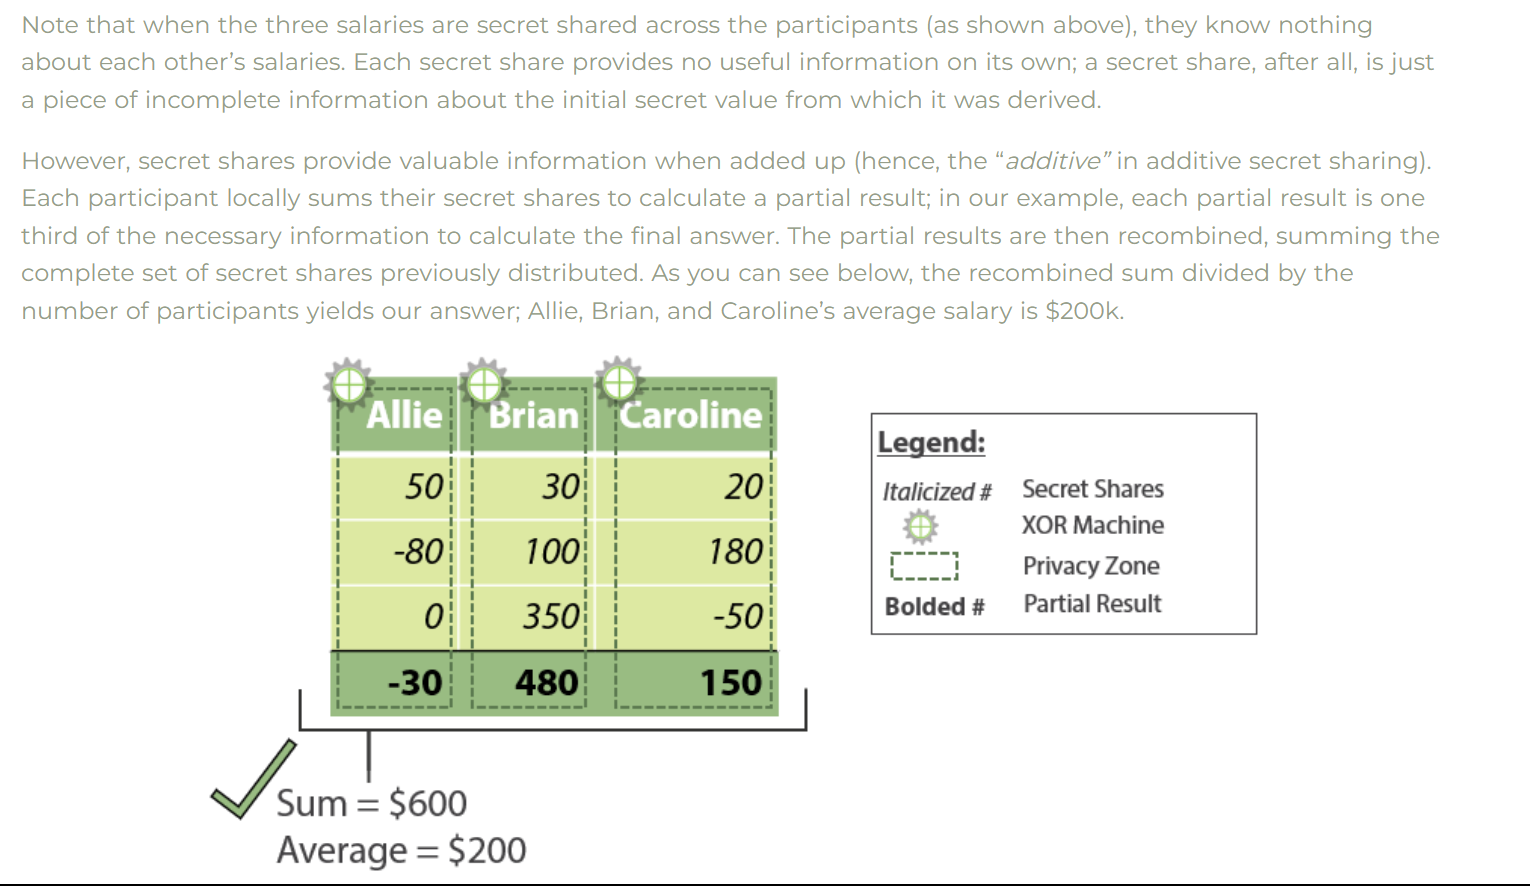 Note that when the three salaries are secret shared across the participants (as shown above), they know nothing
about each other’s salaries. Each secret share provides no useful information on its own; a secret share, after all, is just
a piece of incomplete information about the initial secret value from which it was derived.
However, secret shares provide valuable information when added up (hence, the “additive” in additive secret sharing).
Each participant locally sums their secret shares to calculate a partial result; in our example, each partial result is one
third of the necessary information to calculate the final answer. The partial results are then recombined, summing the
complete set of secret shares previously distributed. As you can see below, the recombined sum divided by the
number of participants yields our answer; Allie, Brian, and Caroline’s average salary is $200k.
Allie Brian Caroline
50 30 20
-80 100 180
0 350 -50
-30 480 150
Sum = $600
Average = $200
Legend:
Italicized # Secret Shares
XOR Machine
Privacy Zone
Bolded # Partial Result